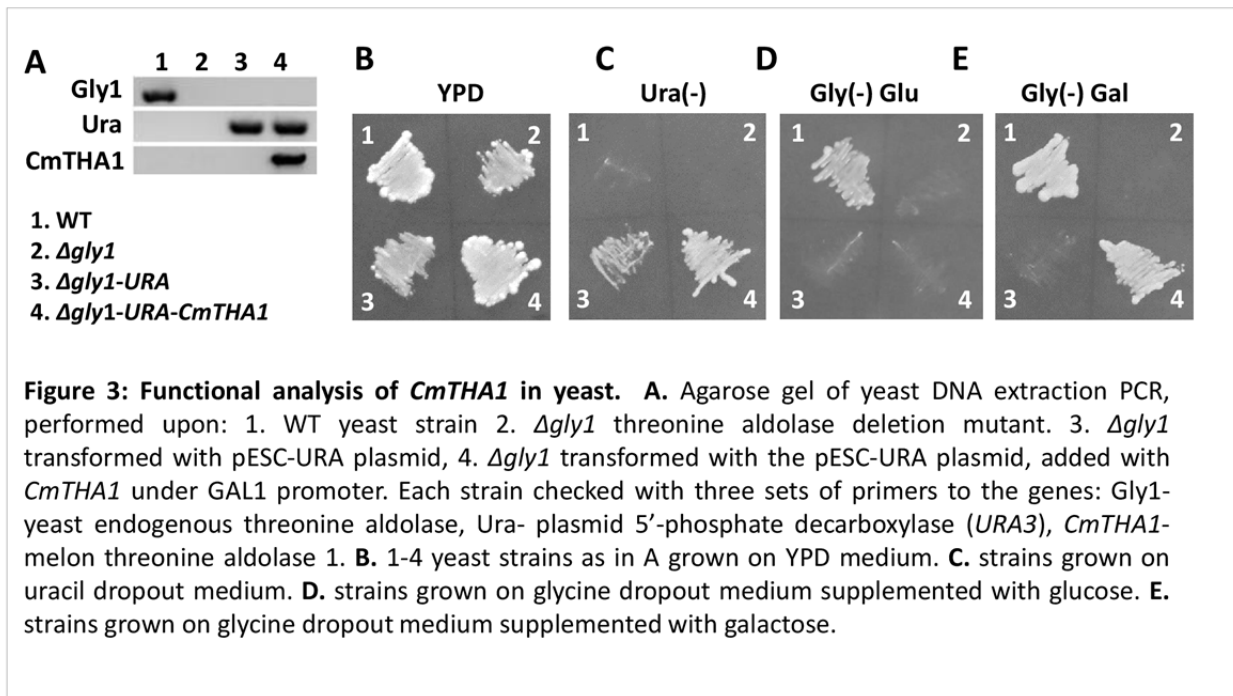 A
1 2 3 4
Gly1
Ura
CmTHA1
1. WT
2. Δgly1
3. Δgly1-URA
4. Δgly1-URA-CmTHA1
B
YPD
1 2
3 4
C
Ura(-)
1 2
3 4
D
Gly(-) Glu
1 2
3 4
E
Gly(-) Gal
1 2
3 4
Figure 3: Functional analysis of CmTHA1 in yeast. A. Agarose gel of yeast DNA extraction PCR,
performed upon: 1. WT yeast strain 2. Δgly1 threonine aldolase deletion mutant. 3. Δgly1
transformed with pESC-URA plasmid, 4. Δgly1 transformed with the pESC-URA plasmid, added with
CmTHA1 under GAL1 promoter. Each strain checked with three sets of primers to the genes: Gly1-
yeast endogenous threonine aldolase, Ura- plasmid 5′-phosphate decarboxylase (URA3), CmTHA1-
melon threonine aldolase 1. B. 1-4 yeast strains as in A grown on YPD medium. C. strains grown on
uracil dropout medium. D. strains grown on glycine dropout medium supplemented with glucose. E.
strains grown on glycine dropout medium supplemented with galactose.